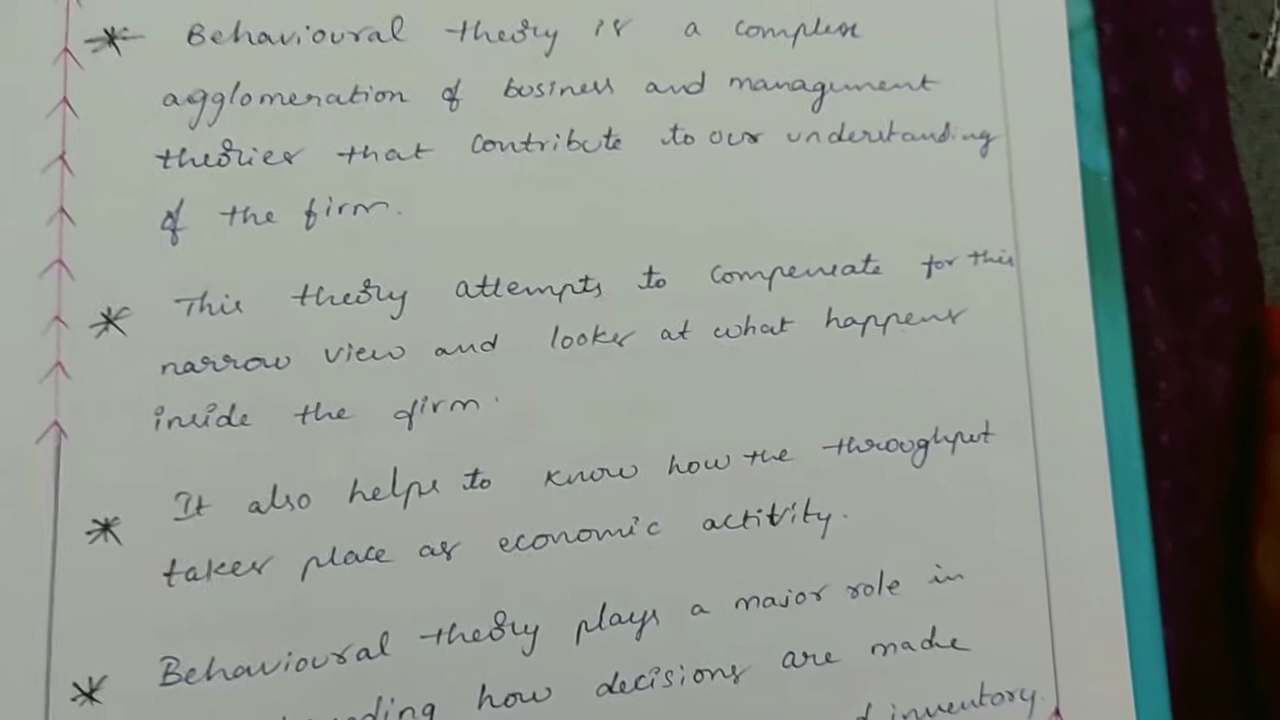 * Behavioural theory is a complex
agglomeration of business and management
theories that contribute to our understanding
of the firm.
* This theory attempts to compensate for this
narrow view and looks at what happens
inside the firm.
* It also helps to know how the throughput
takes place as economic activity.
* Behavioural theory plays a major role in
how decisions are made
inventory.